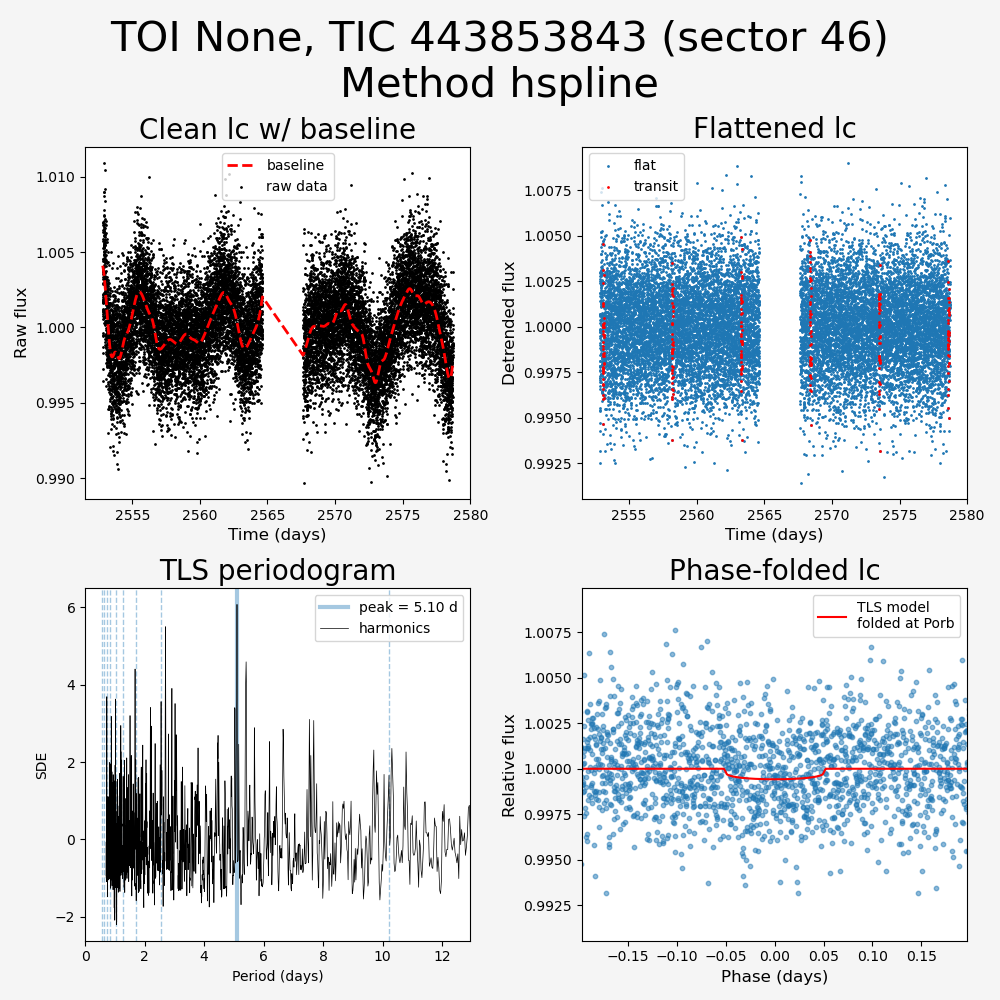 TOI None, TIC 443853843 (sector 46)
Method hspline
Clean lc w/ baseline
baseline
raw data
1.010
1.005
1.000
0.995
0.990
Raw flux
2555
2560
2565
2570
2575
2580
Time (days)
Flattened lc
flat
transit
1.0075
1.0050
1.0025
1.0000
0.9975
0.9950
0.9925
Detrended flux
2555
2560
2565
2570
2575
2580
Time (days)
TLS periodogram
peak = 5.10 d
harmonics
6
4
2
0
−2
SDE
0
2
4
6
8
10
12
Period (days)
Phase-folded lc
TLS model
folded at Porb
1.0075
1.0050
1.0025
1.0000
0.9975
0.9950
0.9925
Relative flux
−0.15
−0.10
−0.05
0.00
0.05
0.10
0.15
Phase (days)